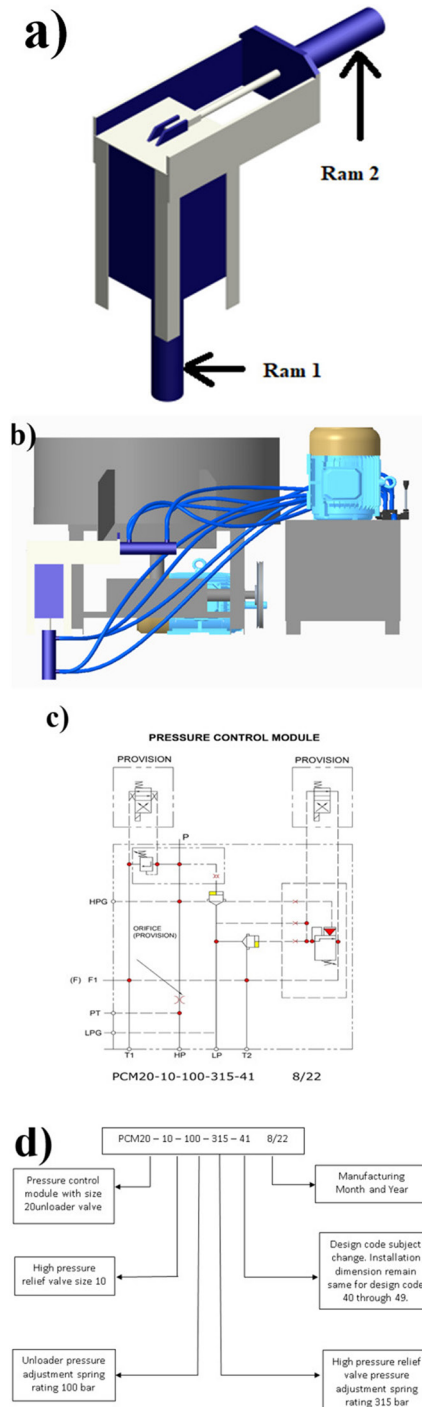 a)
Ram 2
Ram 1
b)
c)
PRESSURE CONTROL MODULE
PROVISION
PROVISION
P
HPG
ORIFICE
(PROVISION)
(F) F1
PT
LPG
T1 HP LP T2
PCM20-10-100-315-41 8/22
d)
PCM20 - 10 - 100 - 315 - 41 8/22
Pressure control
module with size
20unloader valve
Manufacturing
Month and Year
High pressure
relief valve size 10
Design code subject
change. Installation
dimension remain
same for design code
40 through 49.
Unloader pressure
adjustment spring
rating 100 bar
High pressure relief
valve pressure
adjustment spring
rating 315 bar